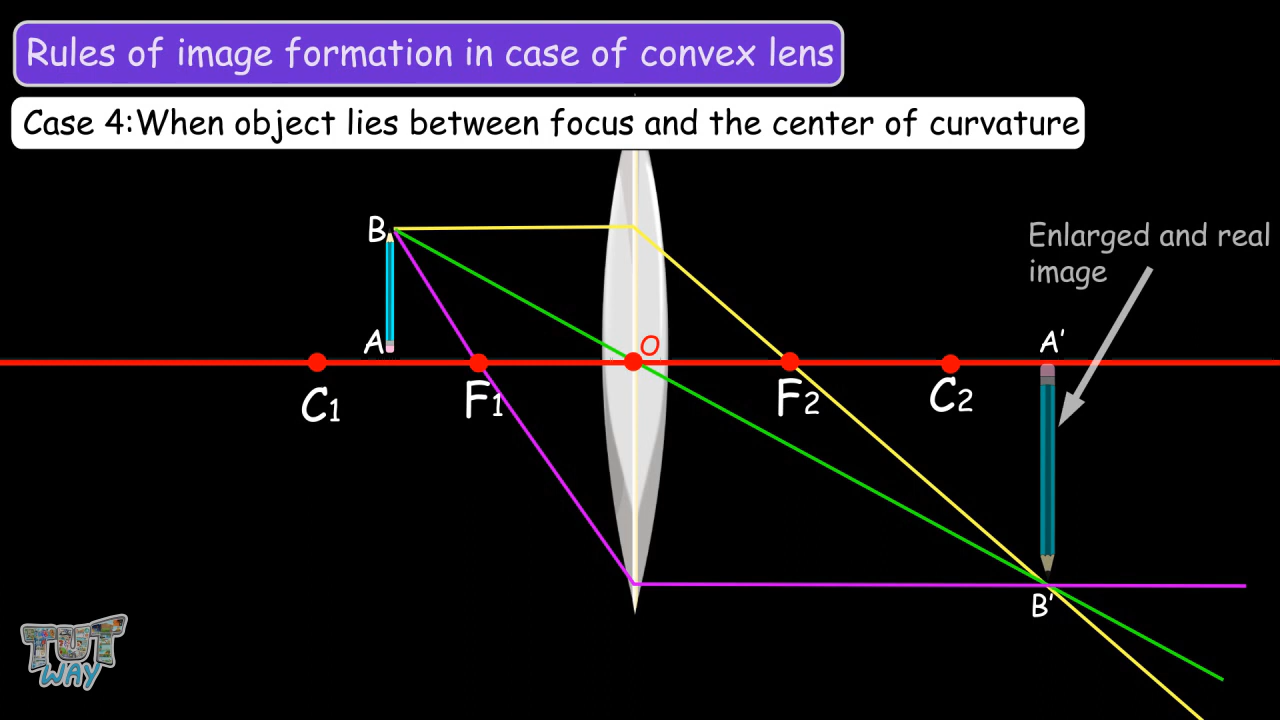 Rules of image formation in case of convex lens
Case 4:When object lies between focus and the center of curvature
Enlarged and real
image
B
A
O
A'
C1
F1
F2
C2
B'
TUT
WAY